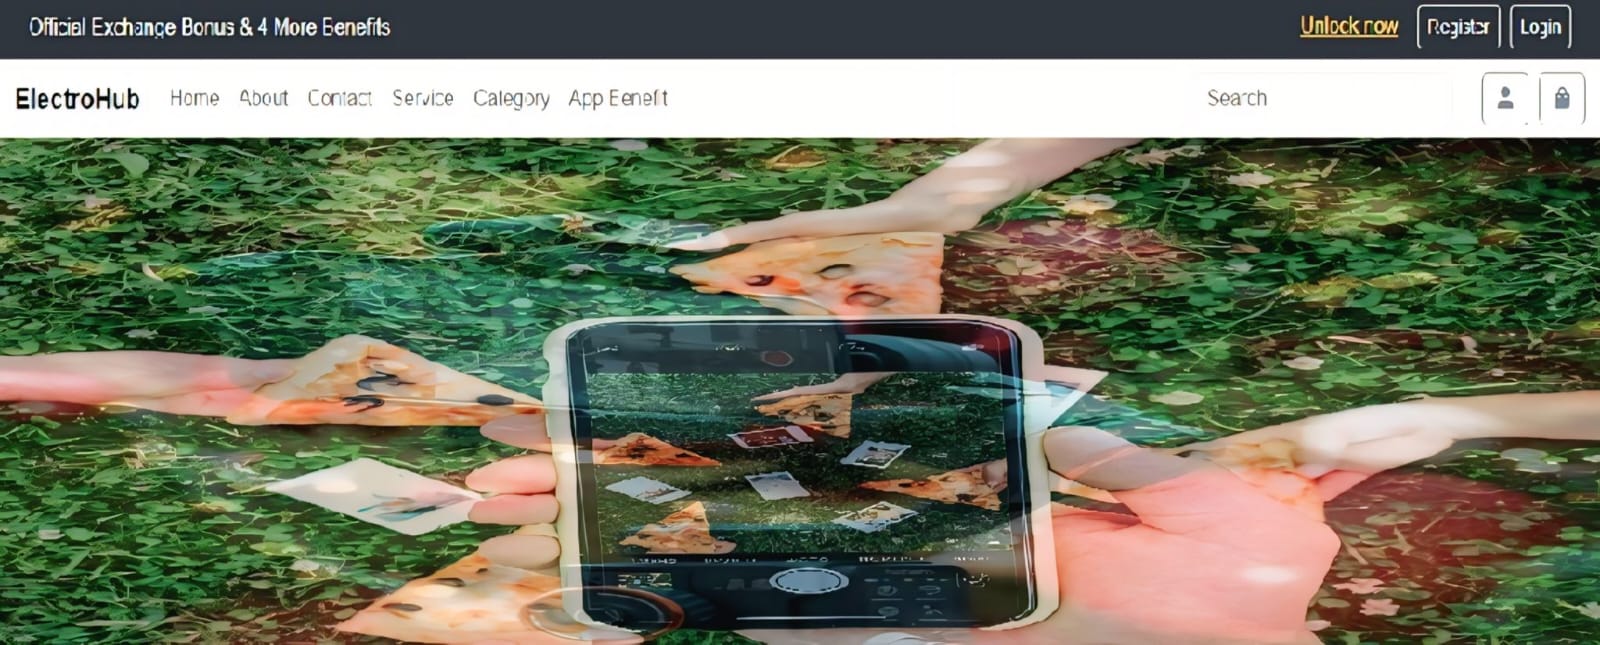 Official Exchange Bonus & 4 More Benefits Unlock now Register Login
ElectroHub Home About Contact Service Category App Benefit Search